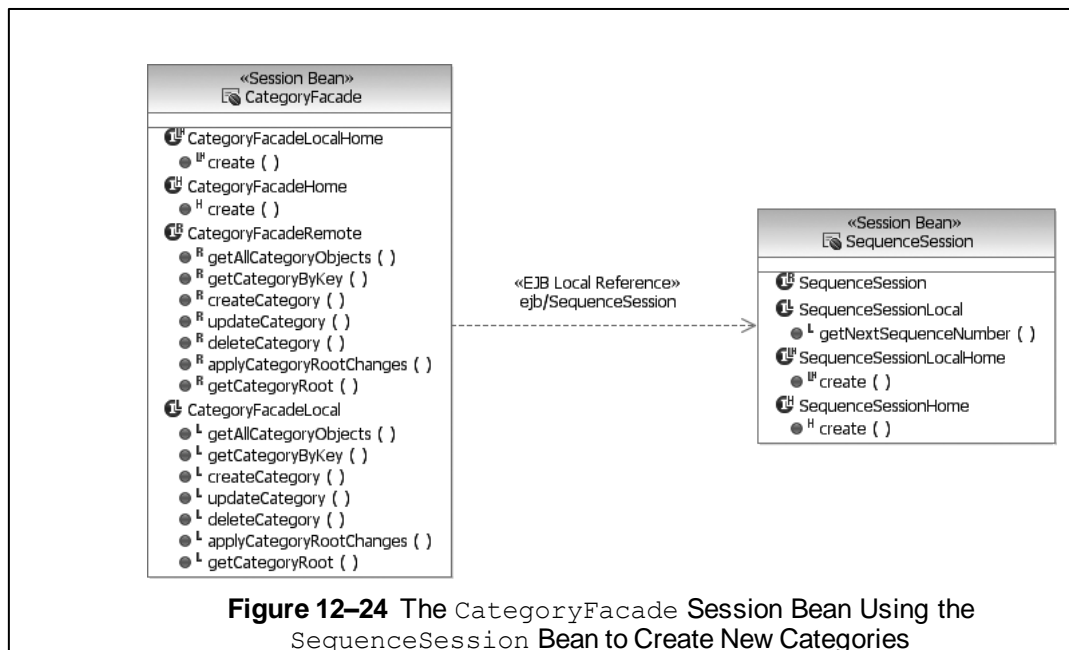 «Session Bean»
CategoryFacade
CategoryFacadeLocalHome
LH create ( )
CategoryFacadeHome
H create ( )
CategoryFacadeRemote
R getAllCategoryObjects ( )
R getCategoryByKey ( )
R createCategory ( )
R updateCategory ( )
R deleteCategory ( )
R applyCategoryRootChanges ( )
R getCategoryRoot ( )
CategoryFacadeLocal
L getAllCategoryObjects ( )
L getCategoryByKey ( )
L createCategory ( )
L updateCategory ( )
L deleteCategory ( )
L applyCategoryRootChanges ( )
L getCategoryRoot ( )
«EJB Local Reference»
ejb/SequenceSession
«Session Bean»
SequenceSession
SequenceSession
SequenceSessionLocal
L getNextSequenceNumber ( )
SequenceSessionLocalHome
LH create ( )
SequenceSessionHome
H create ( )
Figure 12–24 The CategoryFacade Session Bean Using the
SequenceSession Bean to Create New Categories